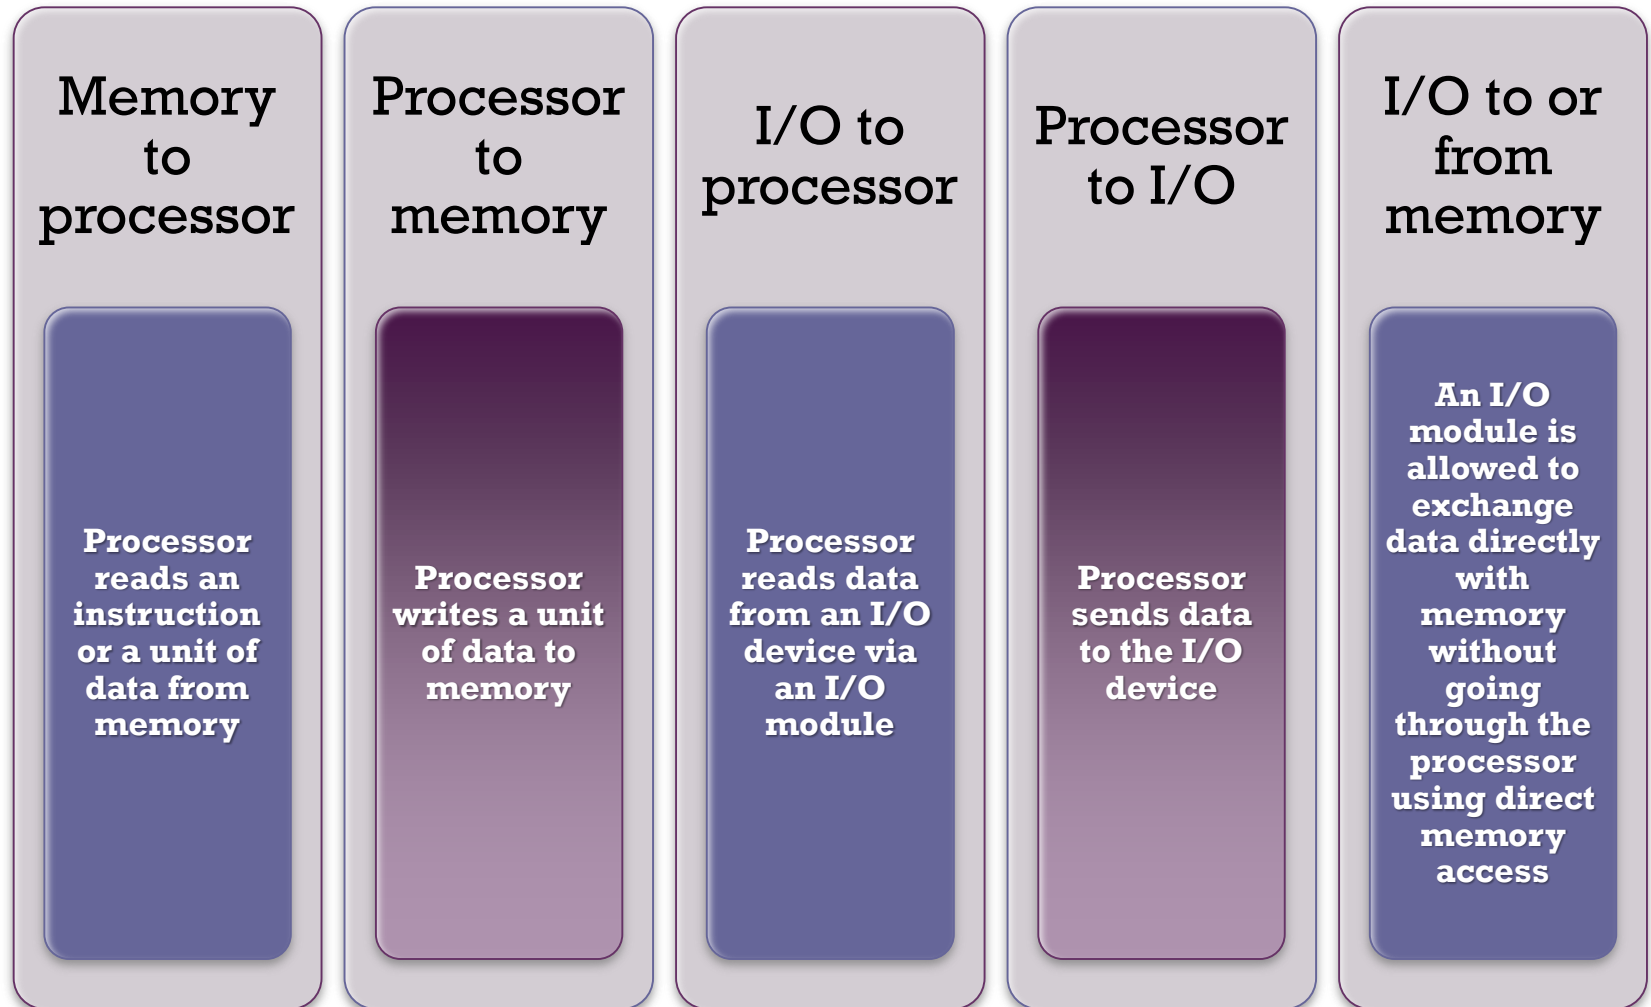 Memory
to
processor
Processor
reads an
instruction
or a unit of
data from
memory
Processor
to
memory
Processor
writes a unit
of data to
memory
I/O to
processor
Processor
reads data
from an I/O
device via
an I/O
module
Processor
to I/O
Processor
sends data
to the I/O
device
I/O to or
from
memory
An I/O
module is
allowed to
exchange
data directly
with
memory
without
going
through the
processor
using direct
memory
access